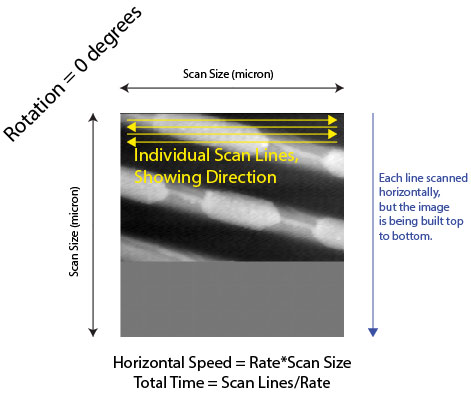 Rotation = 0 degrees
Scan Size (micron)
Scan Size (micron)
Individual Scan Lines,
Showing Direction
Each line scanned
horizontally,
but the image
is being built top
to bottom.
Horizontal Speed = Rate*Scan Size
Total Time = Scan Lines/Rate